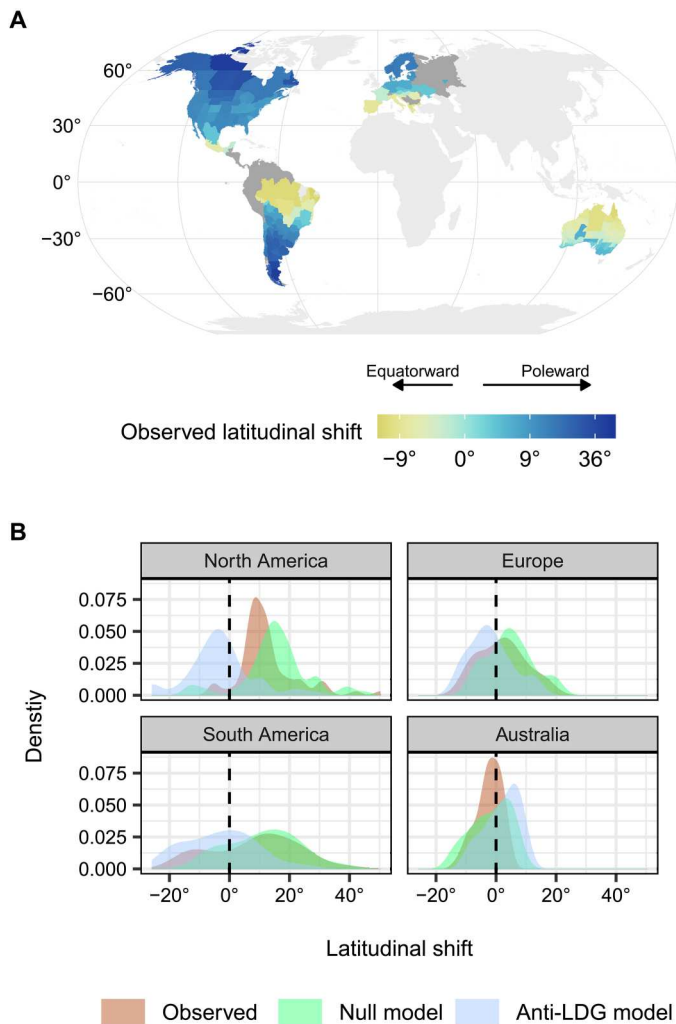 A
60°
30°
0°
−30°
−60°
Equatorward Poleward
Observed latitudinal shift
−9° 0° 9° 36°
B
North America Europe
0.075
0.050
0.025
0.000
South America Australia
0.075
0.050
0.025
0.000
−20° 0° 20° 40° −20° 0° 20° 40°
Denstiy
Latitudinal shift
Observed Null model Anti-LDG model